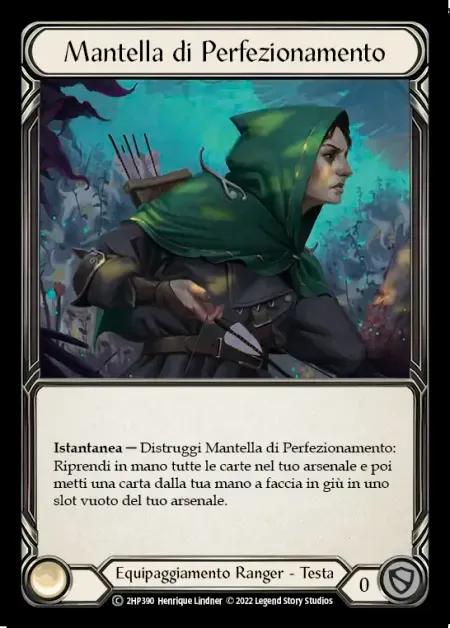 Mantella di Perfezionamento
Istantanea — Distruggi Mantella di Perfezionamento:
Riprendi in mano tutte le carte nel tuo arsenale e poi
metti una carta dalla tua mano a faccia in giù in uno
slot vuoto del tuo arsenale.
Equipaggiamento Ranger - Testa
0
C 2HP390 Henrique Lindner © 2022 Legend Story Studios